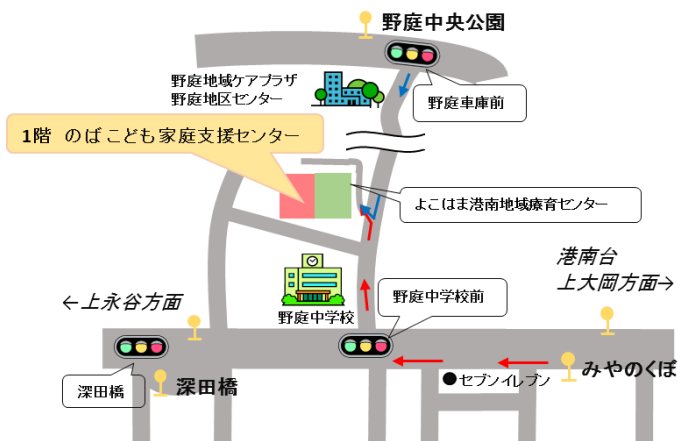 野庭中央公園
野庭地域ケアプラザ
野庭地区センター
野庭車庫前
1階 のばこども家庭支援センター
よこはま港南地域療育センター
港南台
上大岡方面→
←上永谷方面
野庭中学校前
野庭中学校
深田橋
深田橋
みやのくぼ
●セブンイレブン